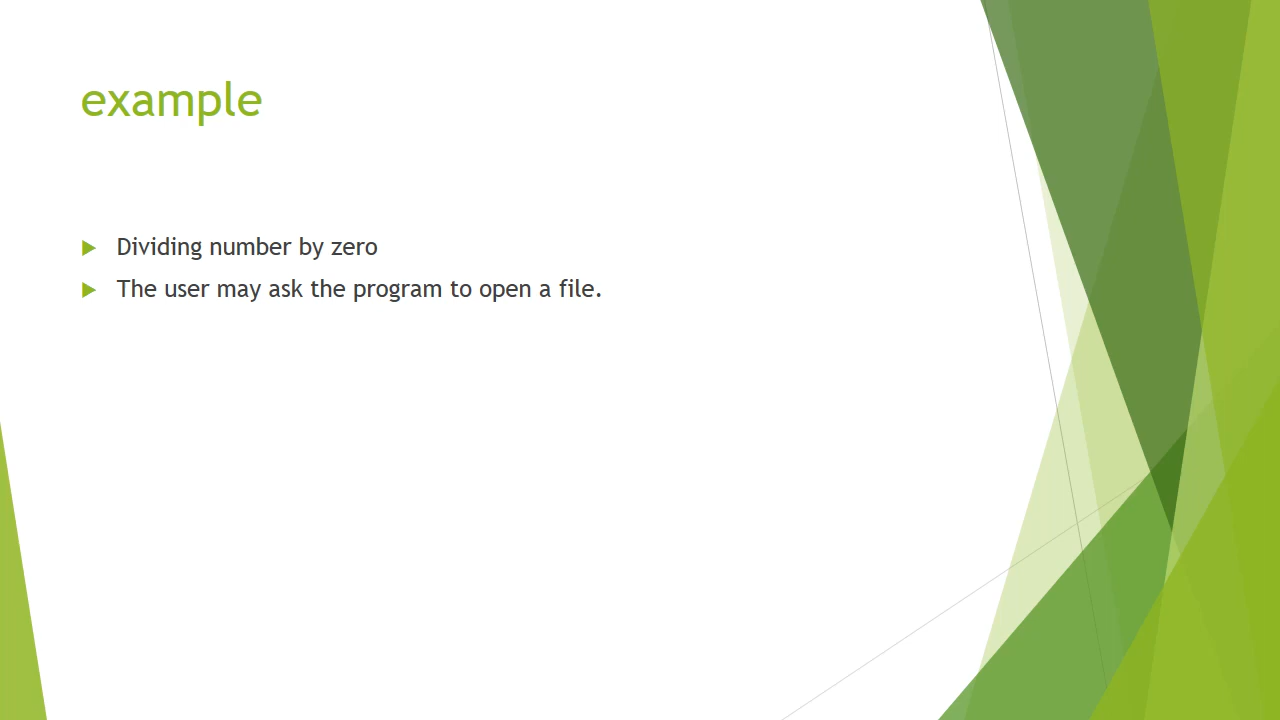 example
Dividing number by zero
The user may ask the program to open a file.